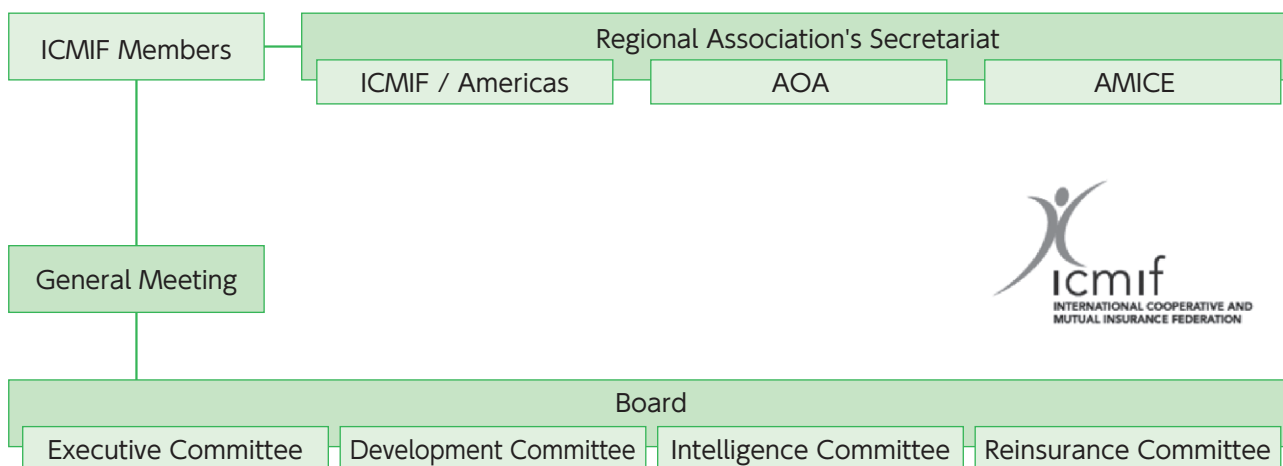 ICMIF Members
Regional Association's Secretariat
ICMIF / Americas
AOA
AMICE
icmif
INTERNATIONAL COOPERATIVE AND
MUTUAL INSURANCE FEDERATION
General Meeting
Board
Executive Committee
Development Committee
Intelligence Committee
Reinsurance Committee